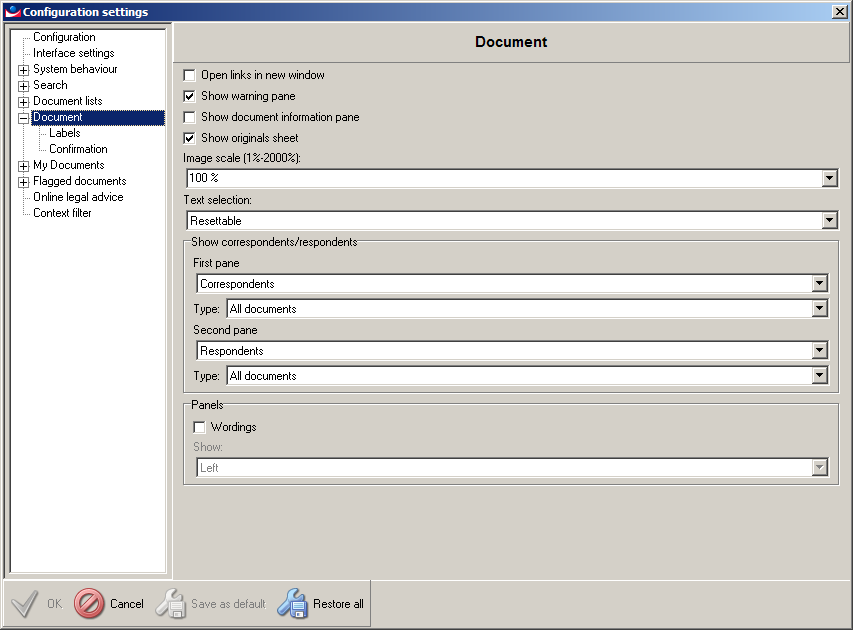 Configuration settings
Configuration
Interface settings
System behaviour
Search
Document lists
Document
Labels
Confirmation
My Documents
Flagged documents
Online legal advice
Context filter
Document
Open links in new window
Show warning pane
Show document information pane
Show originals sheet
Image scale (1%-2000%):
100 %
Text selection:
Resettable
Show correspondents/respondents
First pane
Correspondents
Type: All documents
Second pane
Respondents
Type: All documents
Panels
Wordings
Show:
Left
OK Cancel Save as default Restore all